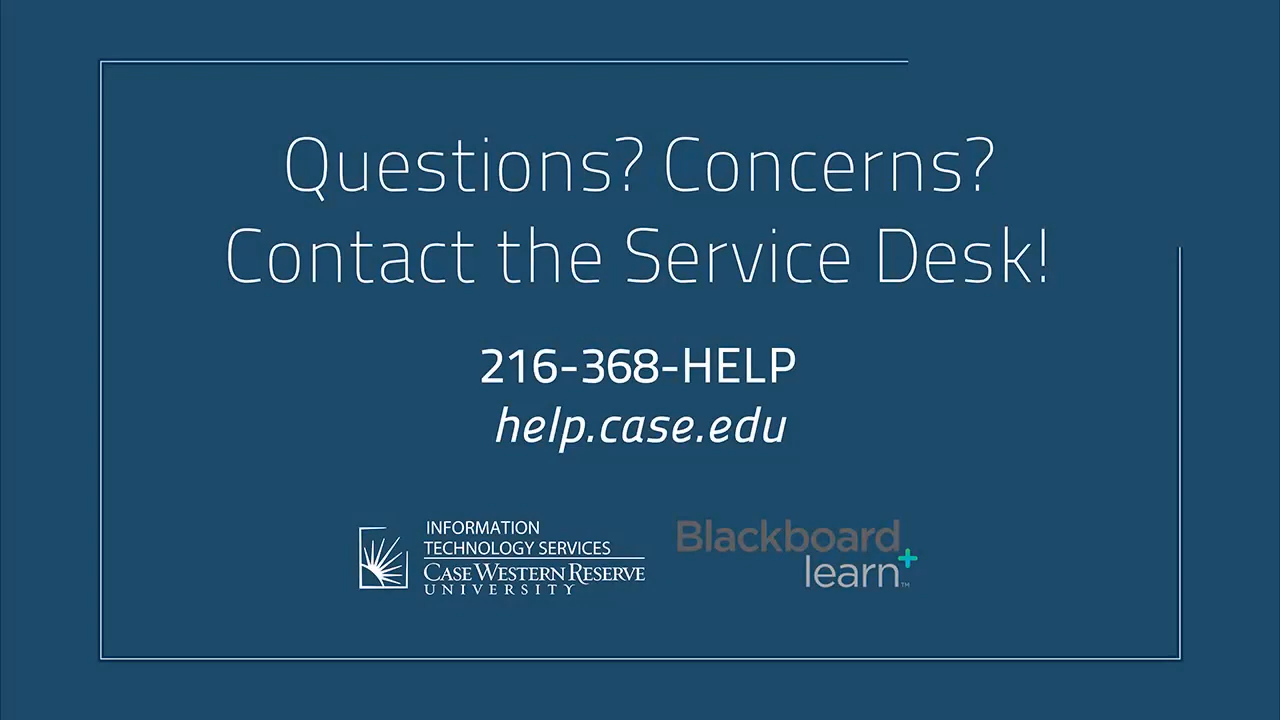 Questions? Concerns?
Contact the Service Desk!
216-368-HELP
help.case.edu
INFORMATION
TECHNOLOGY SERVICES
CASE WESTERN RESERVE
UNIVERSITY
Blackboard
learn+™